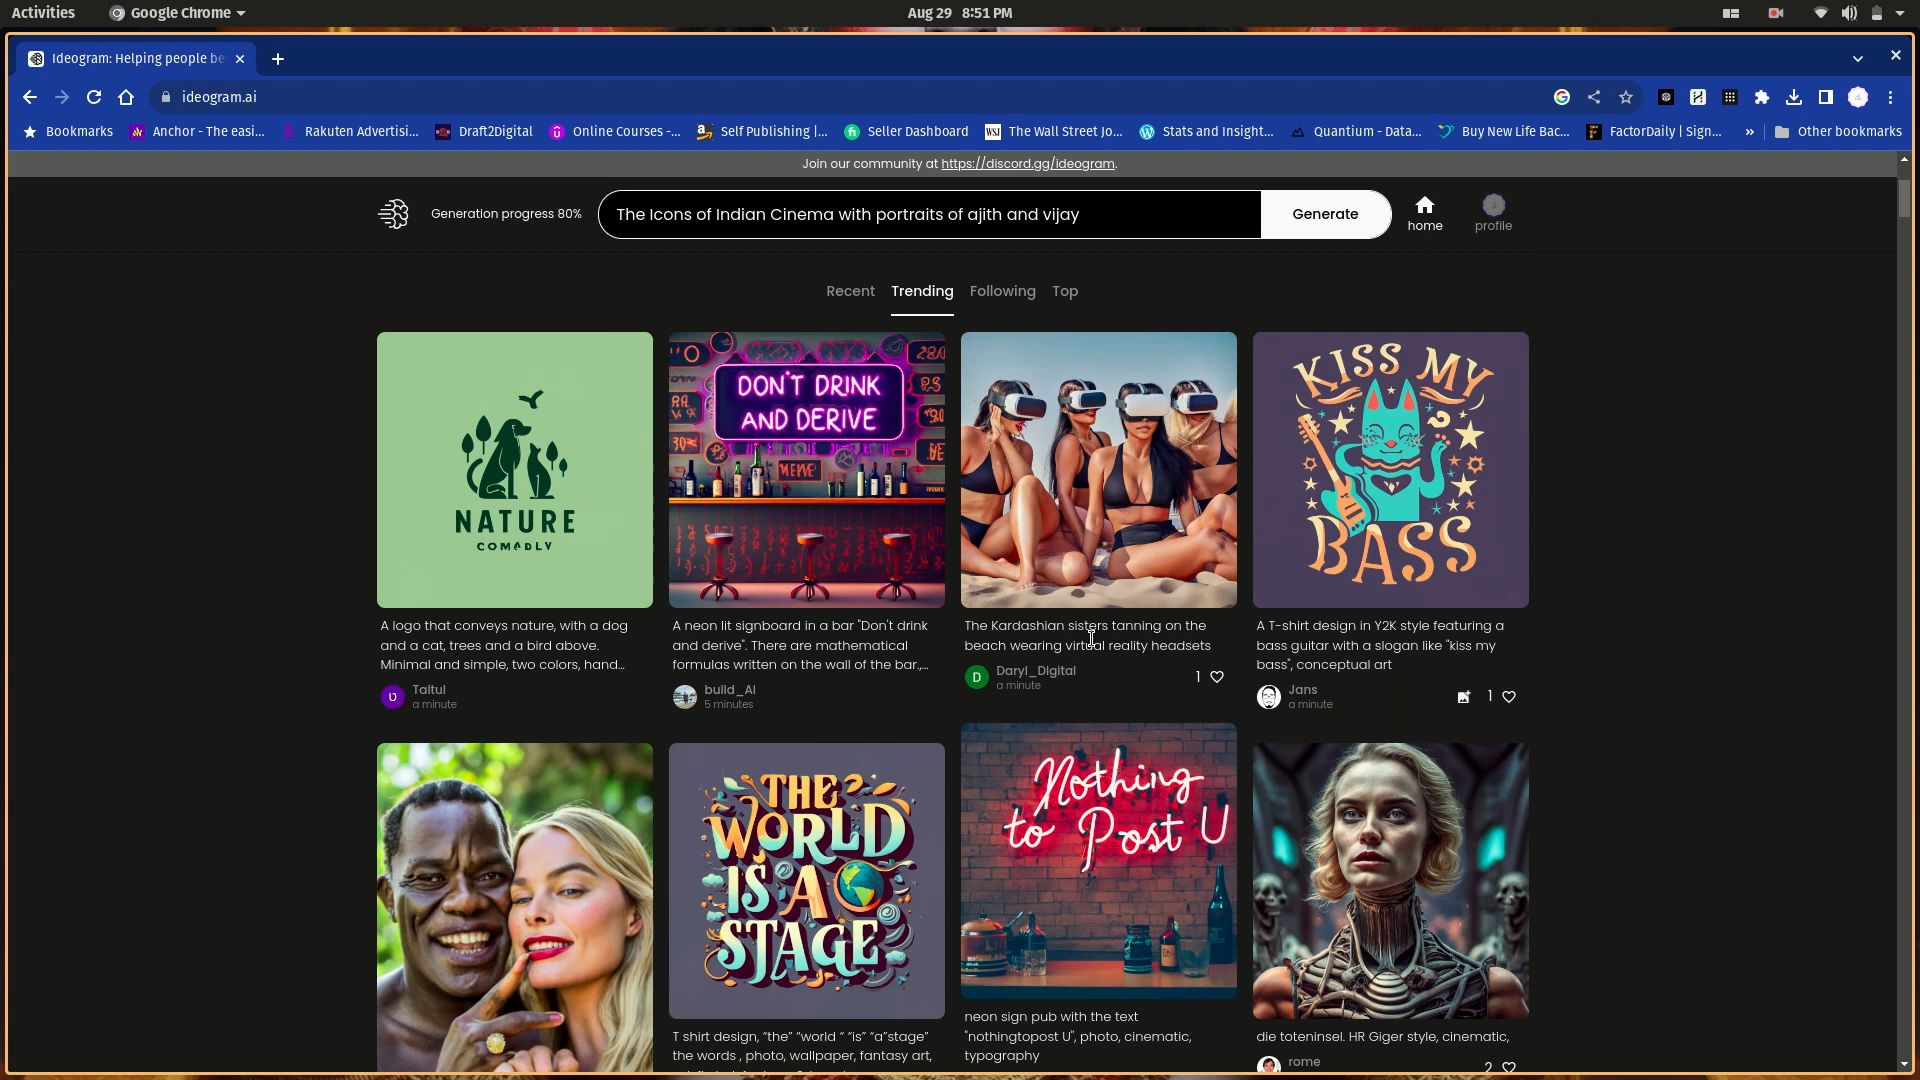 Activities
Google Chrome
Aug 29 8:51 PM
Ideogram: Helping people be
ideogram.ai
Bookmarks
Anchor - The easi...
Rakuten Advertisi...
Draft2Digital
Online Courses -...
Self Publishing |...
Seller Dashboard
WSJ
The Wall Street Jo...
Stats and Insight...
Quantium - Data...
Buy New Life Bac...
FactorDaily | Sign...
Other bookmarks
Join our community at https://discord.gg/ideogram.
Generation progress 80%
The Icons of Indian Cinema with portraits of ajith and vijay
Generate
home
profile
Recent
Trending
Following
Top
NATURE
COMADLV
DON'T DRINK
AND DERIVE
KISS MY
BASS
A logo that conveys nature, with a dog
and a cat, trees and a bird above.
Minimal and simple, two colors, hand...
Taltul
a minute
A neon lit signboard in a bar "Don't drink
and derive". There are mathematical
formulas written on the wall of the bar.,...
build_AI
5 minutes
The Kardashian sisters tanning on the
beach wearing virtual reality headsets
D
Daryl_Digital
a minute
1
A T-shirt design in Y2K style featuring a
bass guitar with a slogan like "kiss my
bass", conceptual art
Jans
a minute
1
THE
WORLD
IS A
STAGE
Nothing
to Post U
T shirt design, “the” “world “ “is” “a”stage”
the words , photo, wallpaper, fantasy art,
neon sign pub with the text
"nothingtopost U", photo, cinematic,
typography
die toteninsel. HR Giger style, cinematic,
rome
2